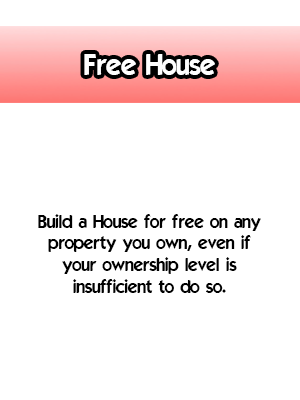 Free House
Build a House for free on any
property you own, even if
your ownership level is
insufficient to do so.